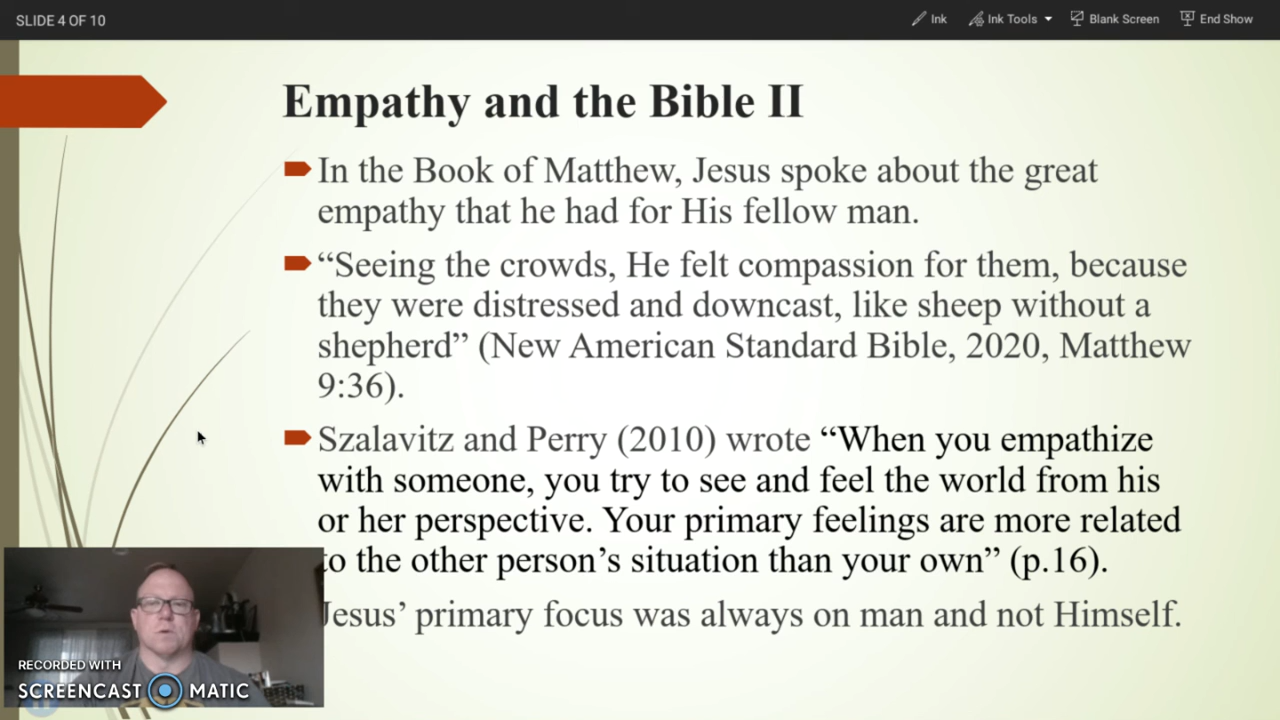 SLIDE 4 OF 10
Ink
Ink Tools
Blank Screen
End Show
Empathy and the Bible II
In the Book of Matthew, Jesus spoke about the great
empathy that he had for His fellow man.
“Seeing the crowds, He felt compassion for them, because
they were distressed and downcast, like sheep without a
shepherd” (New American Standard Bible, 2020, Matthew
9:36).
Szalavitz and Perry (2010) wrote “When you empathize
with someone, you try to see and feel the world from his
or her perspective. Your primary feelings are more related
to the other person’s situation than your own” (p.16).
Jesus’ primary focus was always on man and not Himself.
RECORDED WITH
SCREENCAST MATIC